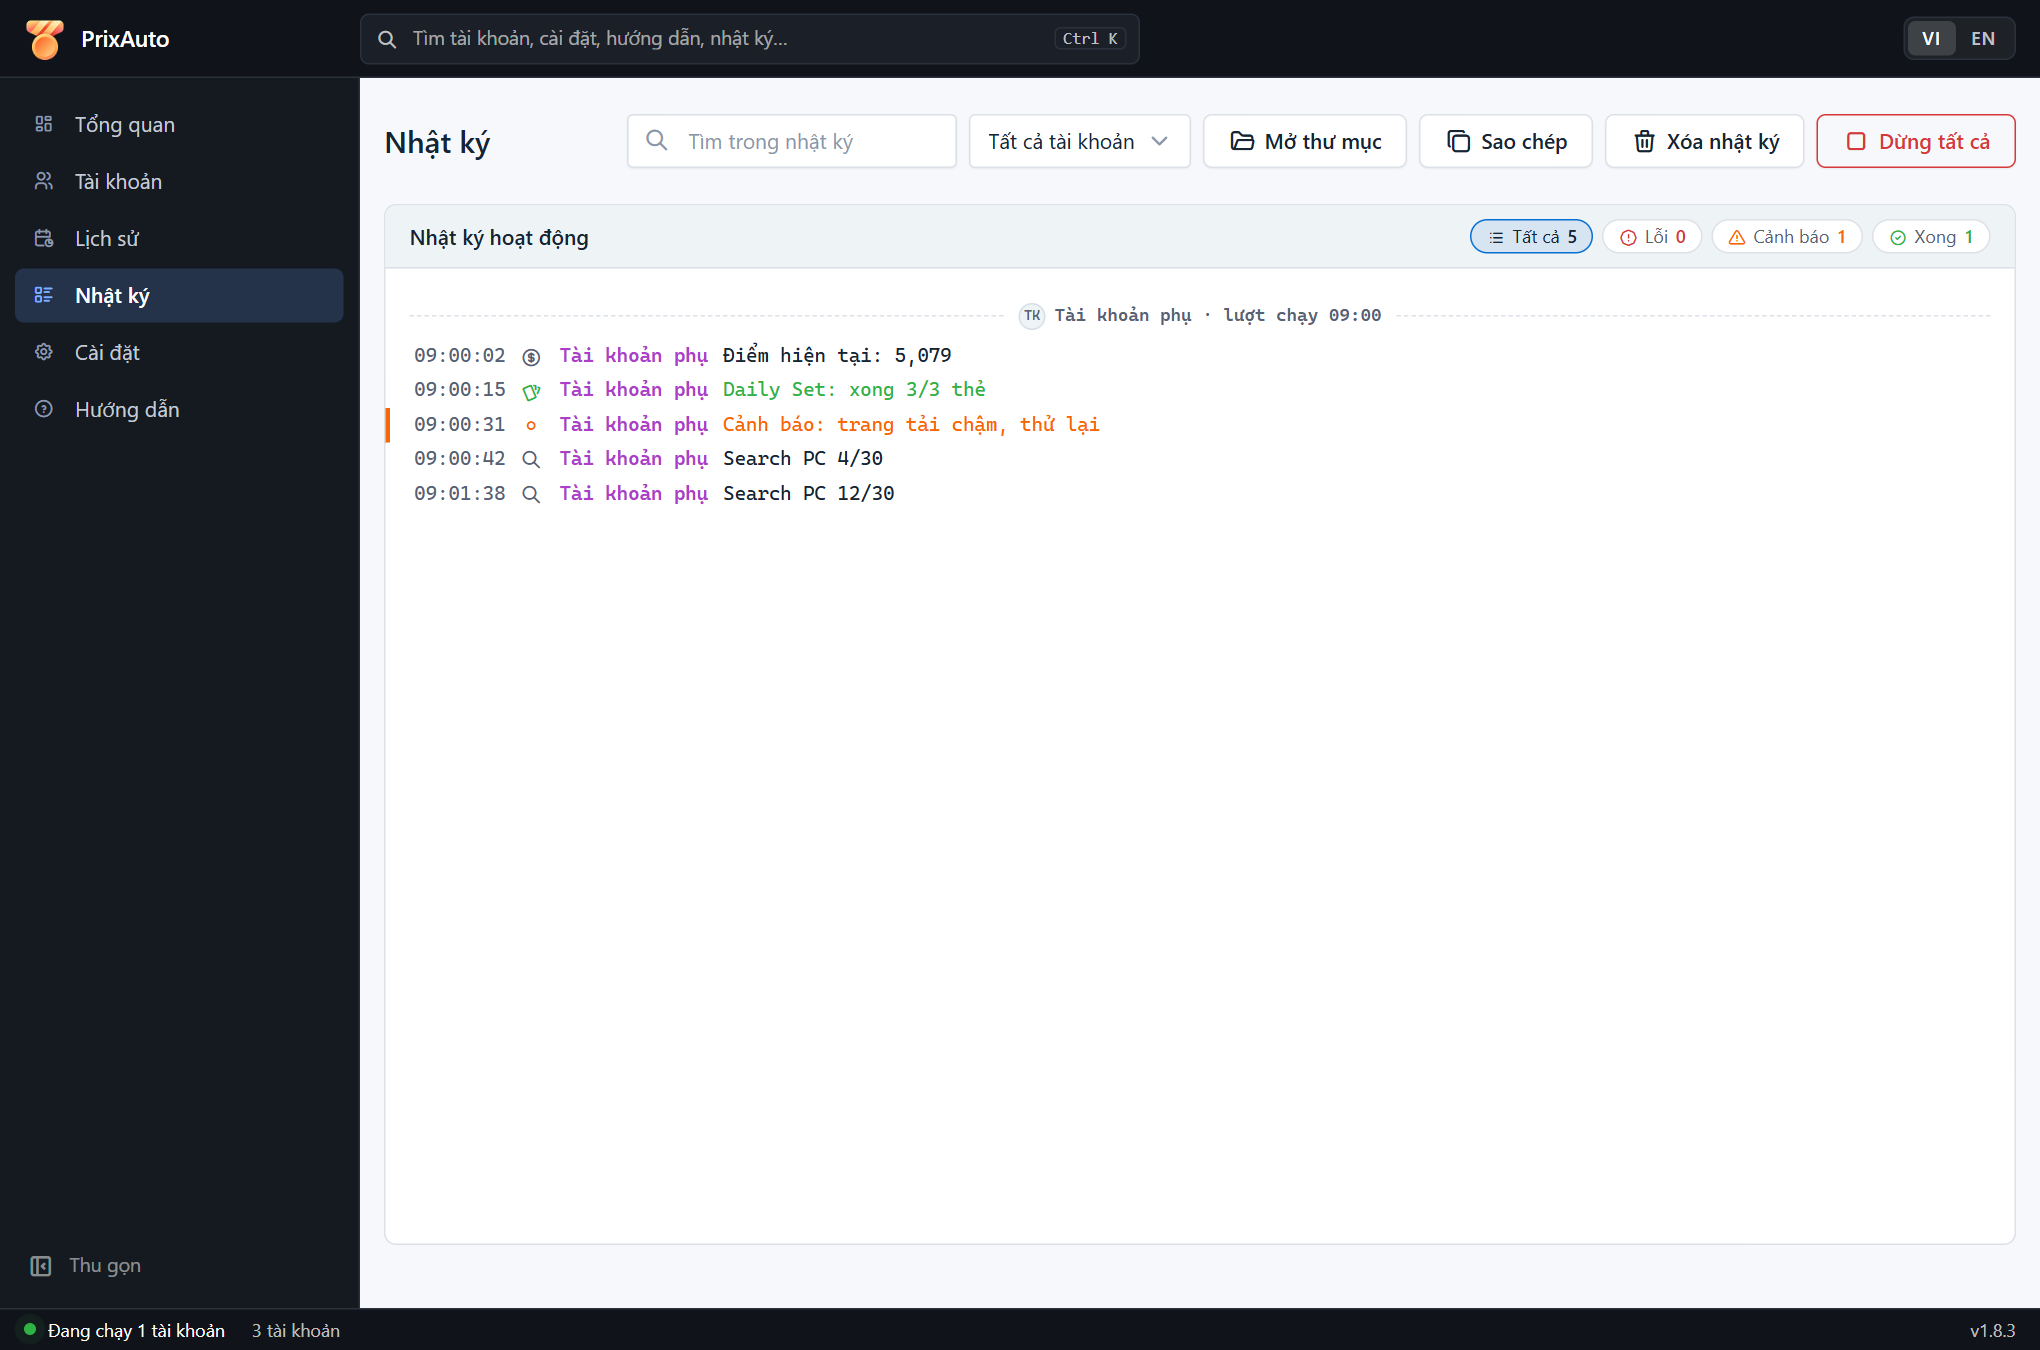 PrixAuto
Tìm tài khoản, cài đặt, hướng dẫn, nhật ký...
Ctrl K
VI
EN
Tổng quan
Tài khoản
Lịch sử
Nhật ký
Cài đặt
Hướng dẫn
Thu gọn
Nhật ký
Tìm trong nhật ký
Tất cả tài khoản
Mở thư mục
Sao chép
Xóa nhật ký
Dừng tất cả
Nhật ký hoạt động
Tất cả 5
Lỗi 0
Cảnh báo 1
Xong 1
TK Tài khoản phụ · lượt chạy 09:00
09:00:02 Tài khoản phụ Điểm hiện tại: 5,079
09:00:15 Tài khoản phụ Daily Set: xong 3/3 thẻ
09:00:31 Tài khoản phụ Cảnh báo: trang tải chậm, thử lại
09:00:42 Tài khoản phụ Search PC 4/30
09:01:38 Tài khoản phụ Search PC 12/30
Đang chạy 1 tài khoản
3 tài khoản
v1.8.3